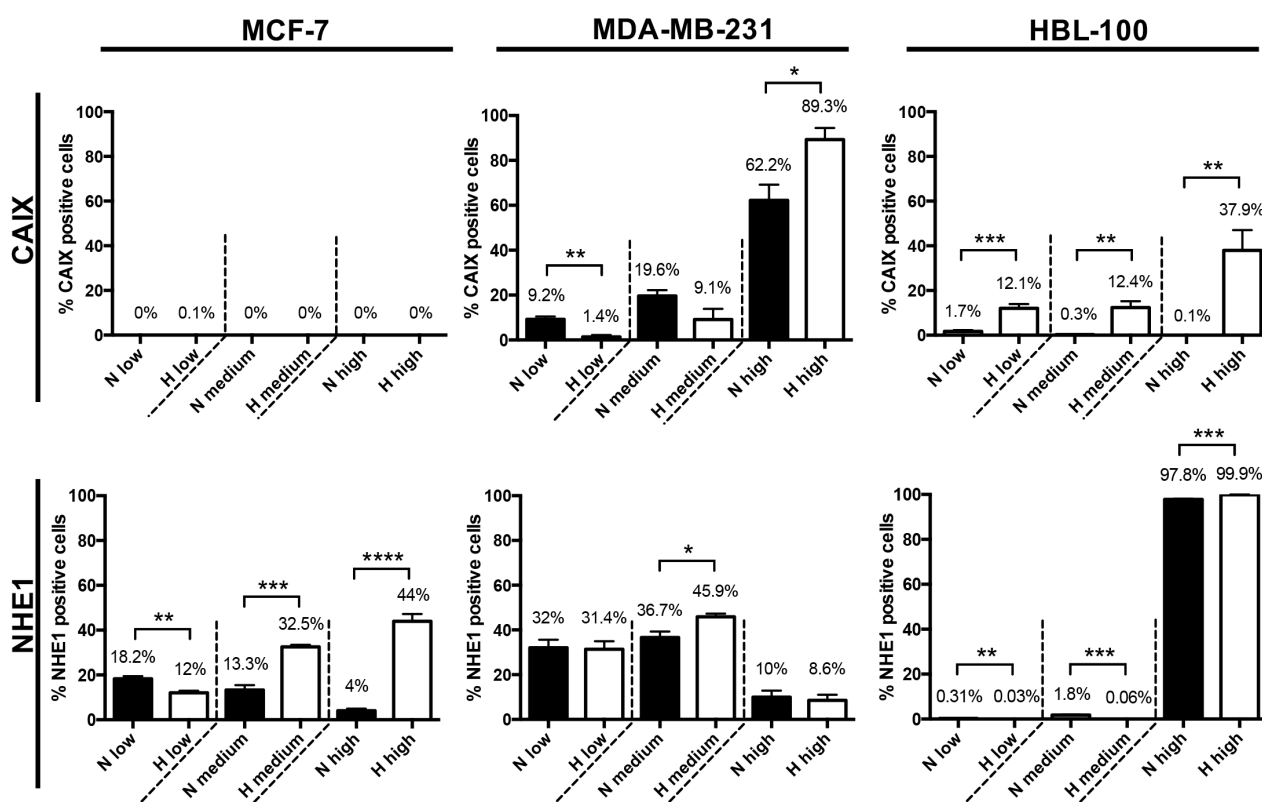 MCF-7
MDA-MB-231
HBL-100
CAIX
% CAIX positive cells
100
80
60
40
20
0
0%
0.1%
0%
0%
0%
0%
N low
H low
N medium
H medium
N high
H high
% CAIX positive cells
100
80
60
40
20
0
9.2%
**
1.4%
19.6%
9.1%
62.2%
*
89.3%
N low
H low
N medium
H medium
N high
H high
% CAIX positive cells
100
80
60
40
20
0
1.7%
***
12.1%
0.3%
**
12.4%
0.1%
**
37.9%
N low
H low
N medium
H medium
N high
H high
NHE1
% NHE1 positive cells
100
80
60
40
20
0
18.2%
**
12%
13.3%
***
32.5%
4%
****
44%
N low
H low
N medium
H medium
N high
H high
% NHE1 positive cells
100
80
60
40
20
0
32%
31.4%
36.7%
*
45.9%
10%
8.6%
N low
H low
N medium
H medium
N high
H high
% NHE1 positive cells
100
80
60
40
20
0
0.31%
**
0.03%
1.8%
***
0.06%
97.8%
***
99.9%
N low
H low
N medium
H medium
N high
H high